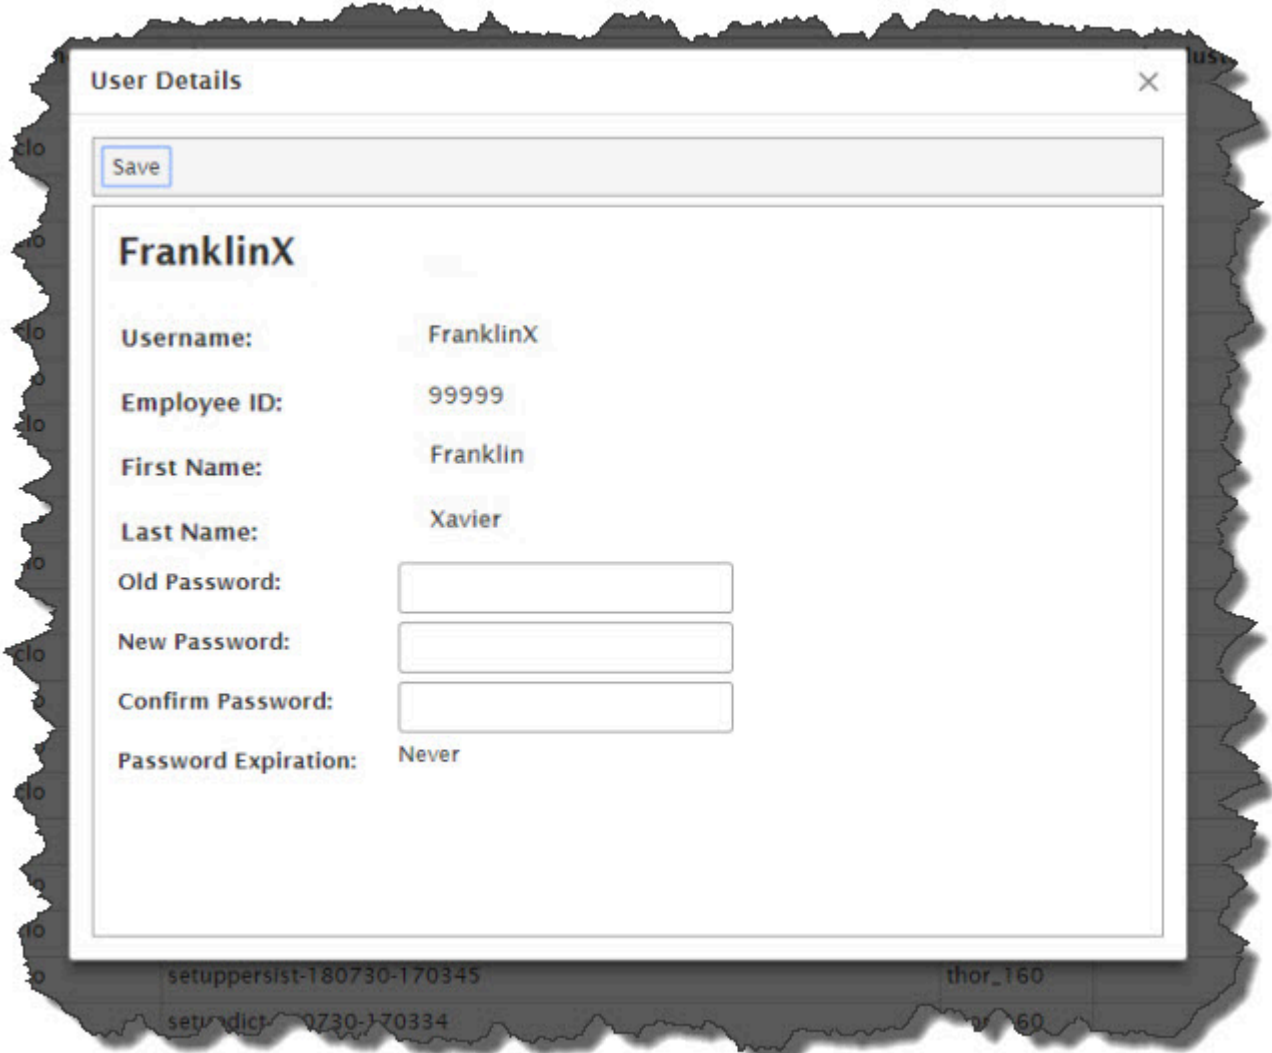 User Details
Save
FranklinX
Username: FranklinX
Employee ID: 99999
First Name: Franklin
Last Name: Xavier
Old Password:
New Password:
Confirm Password:
Password Expiration: Never
setuppersist-180730-170345 thor_160